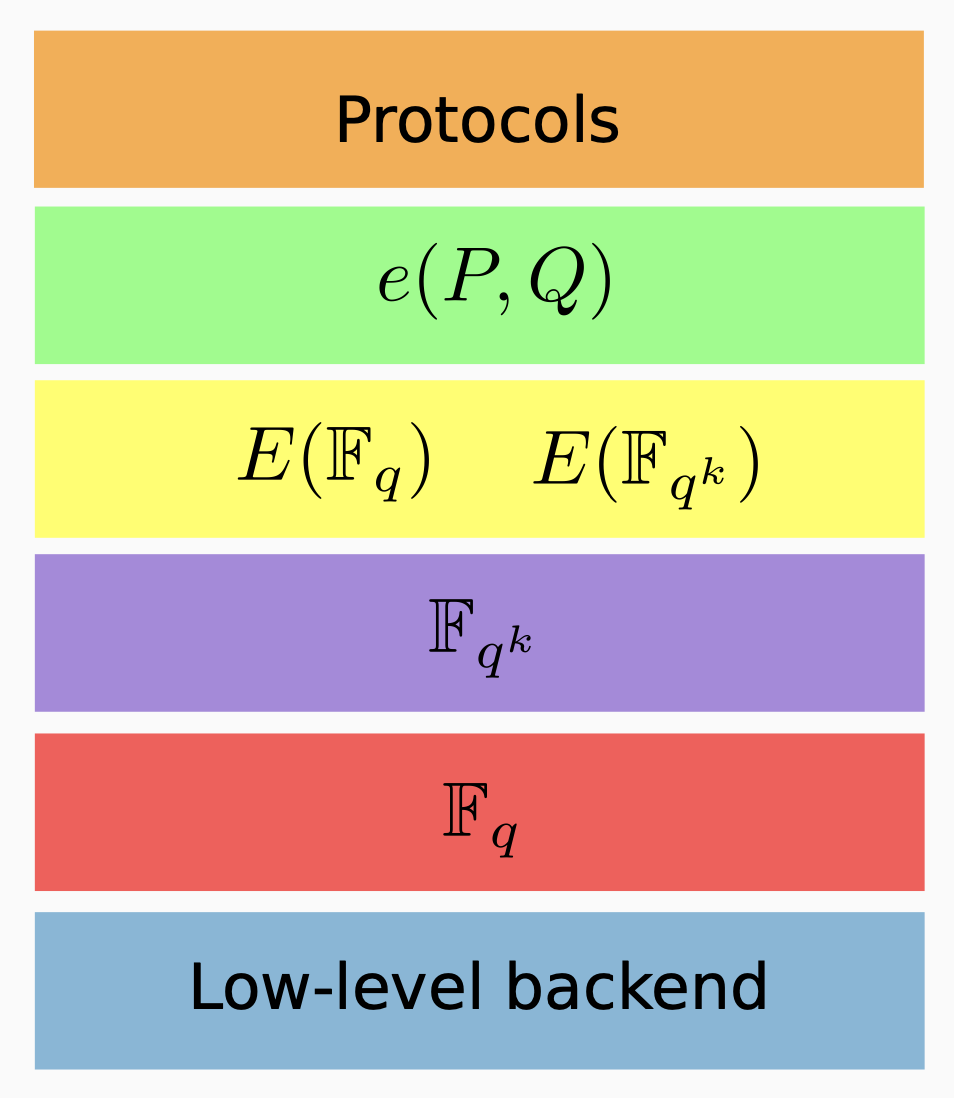 Protocols
e(P, Q)
E(𝔽_q) E(𝔽_{q^k})
𝔽_{q^k}
𝔽_q
Low-level backend